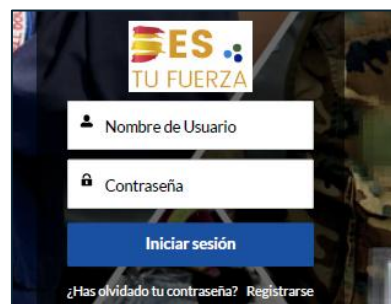 ES
TU FUERZA
Nombre de Usuario
Contraseña
Iniciar sesión
¿Has olvidado tu contraseña? Registrarse